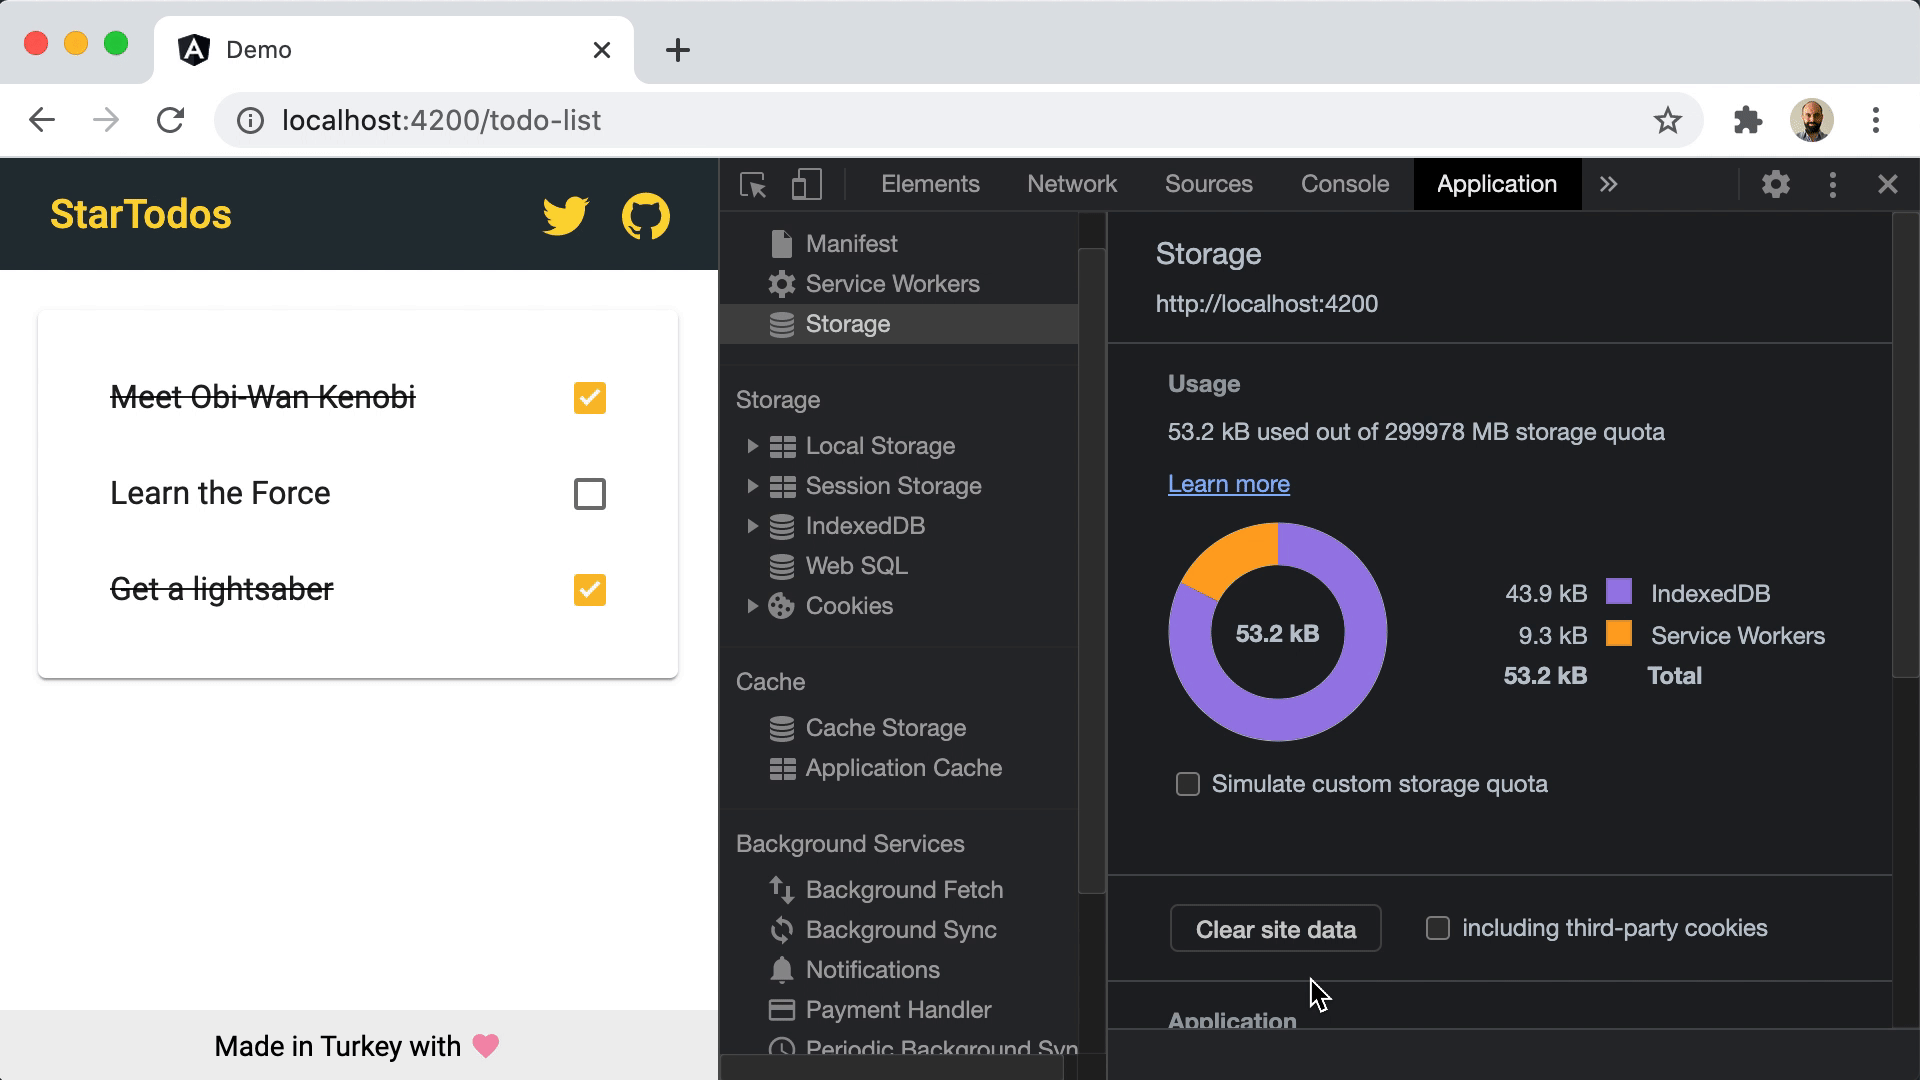 Demo
localhost:4200/todo-list
StarTodos
Meet Obi-Wan Kenobi
Learn the Force
Get a lightsaber
Made in Turkey with
Elements Network Sources Console Application
Manifest
Service Workers
Storage
Storage
Local Storage
Session Storage
IndexedDB
Web SQL
Cookies
Cache
Cache Storage
Application Cache
Background Services
Background Fetch
Background Sync
Notifications
Payment Handler
Periodic Background Syn
Storage
http://localhost:4200
Usage
53.2 kB used out of 299978 MB storage quota
Learn more
53.2 kB
43.9 kB IndexedDB
9.3 kB Service Workers
53.2 kB Total
Simulate custom storage quota
Clear site data including third-party cookies
Application